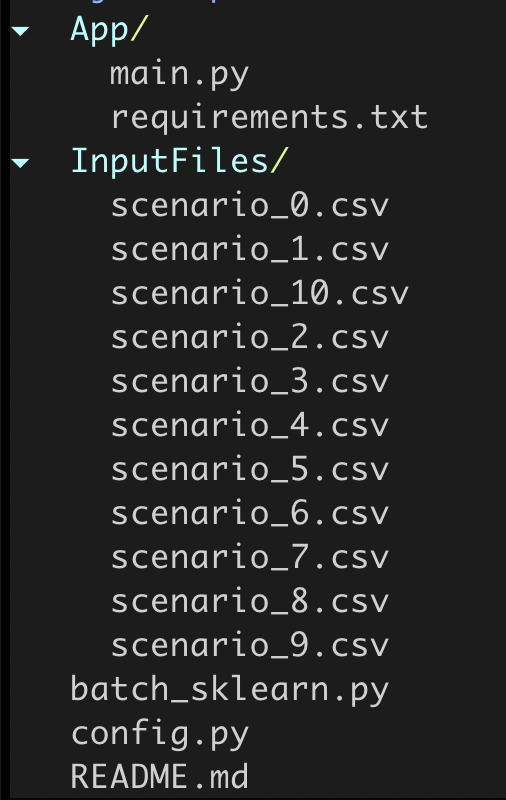 App/
main.py
requirements.txt
InputFiles/
scenario_0.csv
scenario_1.csv
scenario_10.csv
scenario_2.csv
scenario_3.csv
scenario_4.csv
scenario_5.csv
scenario_6.csv
scenario_7.csv
scenario_8.csv
scenario_9.csv
batch_sklearn.py
config.py
README.md